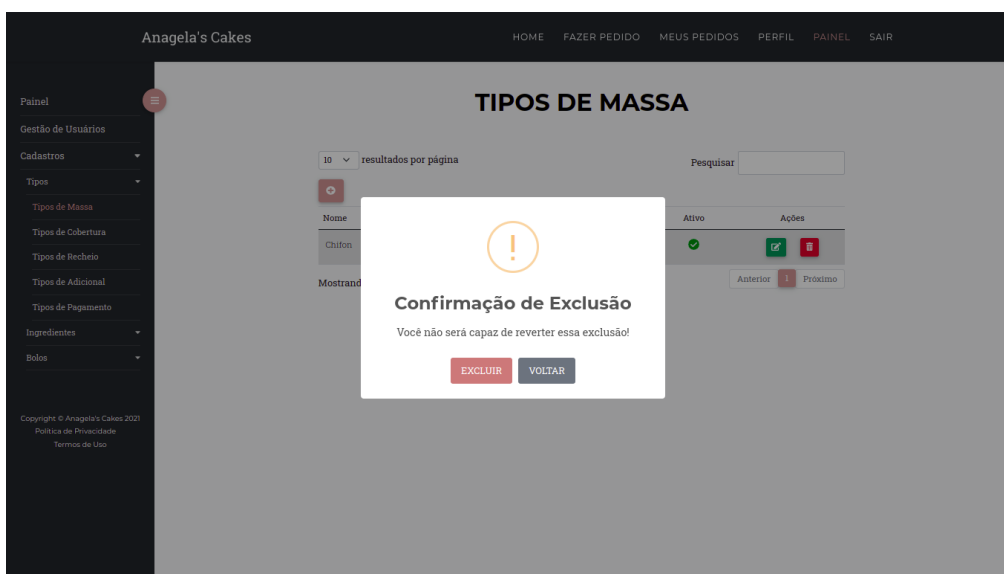 Anagela's Cakes
HOME FAZER PEDIDO MEUS PEDIDOS PERFIL PAINEL SAIR
Painel
Gestão de Usuários
Cadastros
Tipos
Tipos de Massa
Tipos de Cobertura
Tipos de Recheio
Tipos de Adicional
Tipos de Pagamento
Ingredientes
Bolos
Copyright © Anagela's Cakes 2021
Política de Privacidade
Termos de Uso
TIPOS DE MASSA
10 resultados por página
Pesquisar
Nome Ativo Ações
Chifon
Mostrand
Anterior 1 Próximo
!
Confirmação de Exclusão
Você não será capaz de reverter essa exclusão!
EXCLUIR VOLTAR